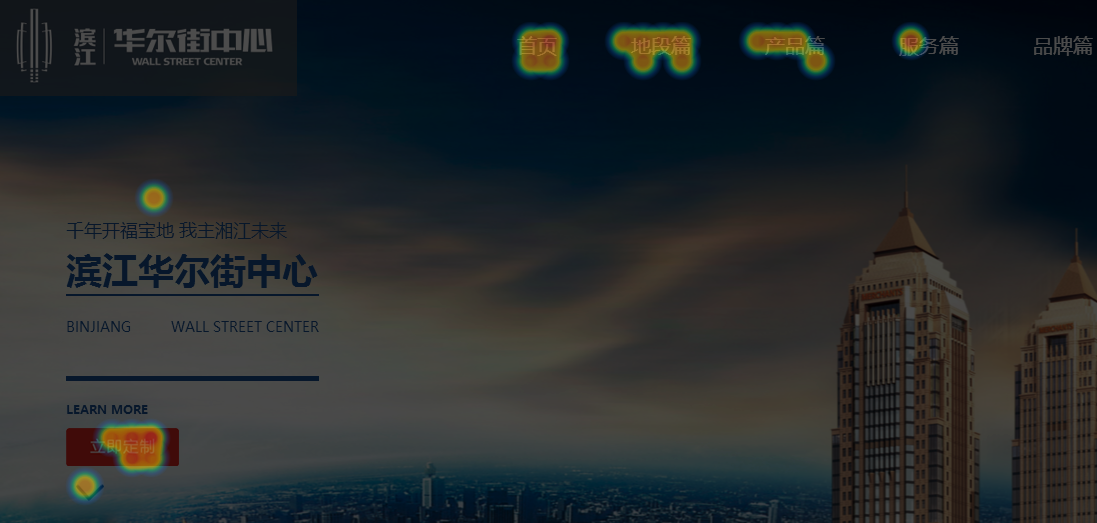 滨江 华尔街中心
WALL STREET CENTER
首页 地段篇 产品篇 服务篇 品牌篇
千年开福宝地 我主湘江未来
滨江华尔街中心
BINJIANG WALL STREET CENTER
LEARN MORE
立即定制